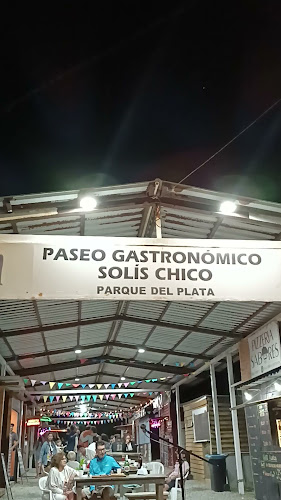 PASEO GASTRONÓMICO
SOLÍS CHICO
PARQUE DEL PLATA